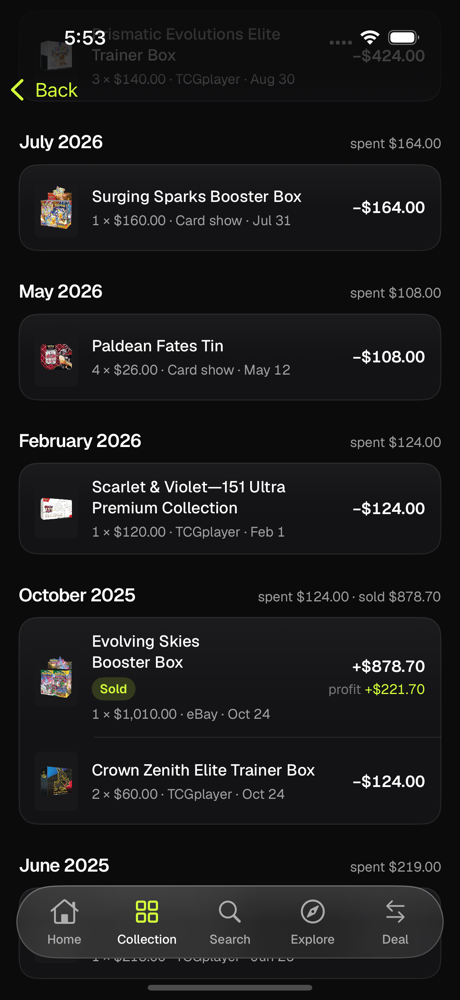 5:53
Prismatic Evolutions Elite
Trainer Box
−$424.00
3 × $140.00 · TCGplayer · Aug 30
Back
July 2026
spent $164.00
Surging Sparks Booster Box
1 × $160.00 · Card show · Jul 31
−$164.00
May 2026
spent $108.00
Paldean Fates Tin
4 × $26.00 · Card show · May 12
−$108.00
February 2026
spent $124.00
Scarlet & Violet—151 Ultra
Premium Collection
1 × $120.00 · TCGplayer · Feb 1
−$124.00
October 2025
spent $124.00 · sold $878.70
Evolving Skies
Booster Box
Sold
1 × $1,010.00 · eBay · Oct 24
+$878.70
profit +$221.70
Crown Zenith Elite Trainer Box
2 × $60.00 · TCGplayer · Oct 24
−$124.00
June 2025
spent $219.00
Home
Collection
Search
Explore
Deal